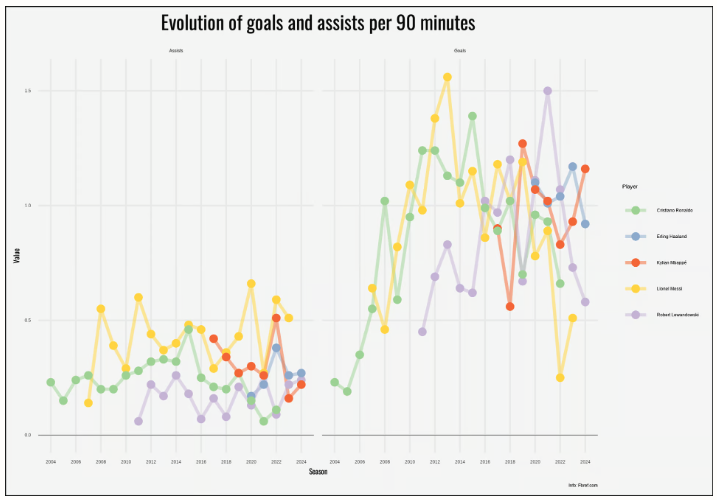 Evolution of goals and assists per 90 minutes
Assists
Goals
1.5
1.0
0.5
0.0
Value
2004 2006 2008 2010 2012 2014 2016 2018 2020 2022 2024
2004 2006 2008 2010 2012 2014 2016 2018 2020 2022 2024
Season
Player
Cristiano Ronaldo
Erling Haaland
Kylian Mbappé
Lionel Messi
Robert Lewandowski
Info: Fbref.com